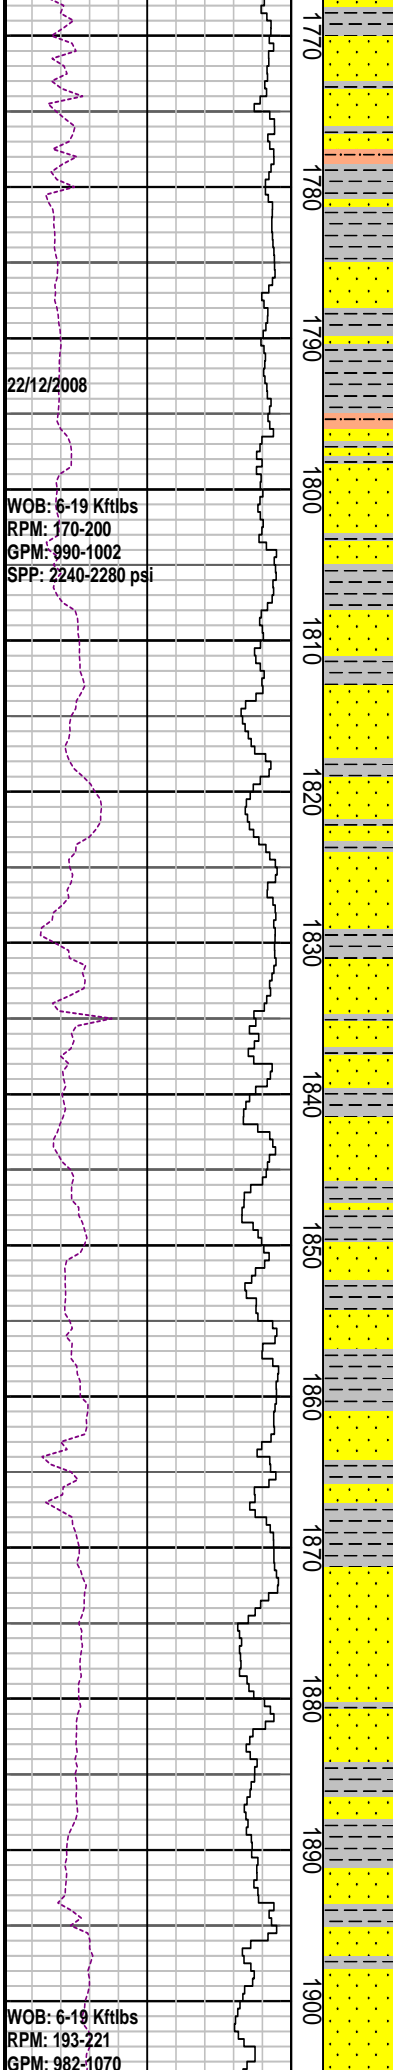 1770
1780
1790
22/12/2008
1800
WOB: 6-19 Kftlbs
RPM: 170-200
GPM: 990-1002
SPP: 2240-2280 psi
1810
1820
1830
1840
1850
1860
1870
1880
1890
1900
WOB: 6-19 Kftlbs
RPM: 193-221
GPM: 982-1070